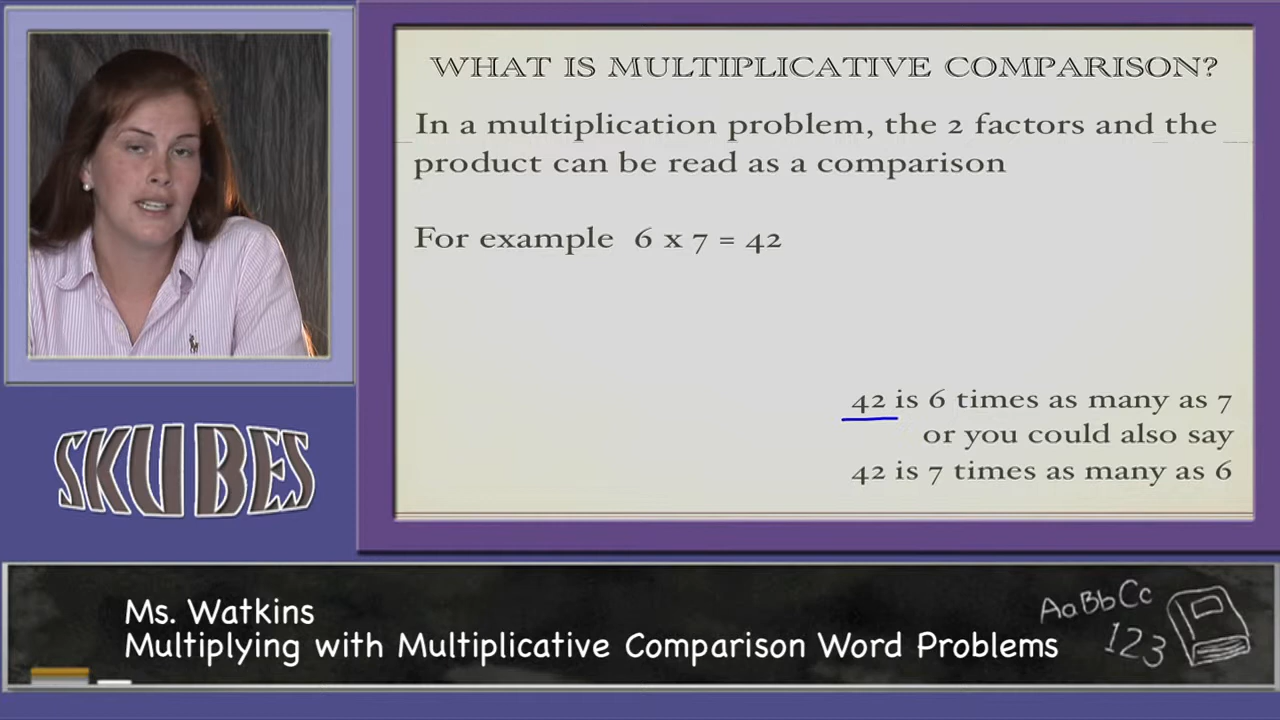 WHAT IS MULTIPLICATIVE COMPARISON?
In a multiplication problem, the 2 factors and the
product can be read as a comparison
For example 6 x 7 = 42
42 is 6 times as many as 7
or you could also say
42 is 7 times as many as 6
SKUBES
Ms. Watkins
Multiplying with Multiplicative Comparison Word Problems
AaBbCc
123